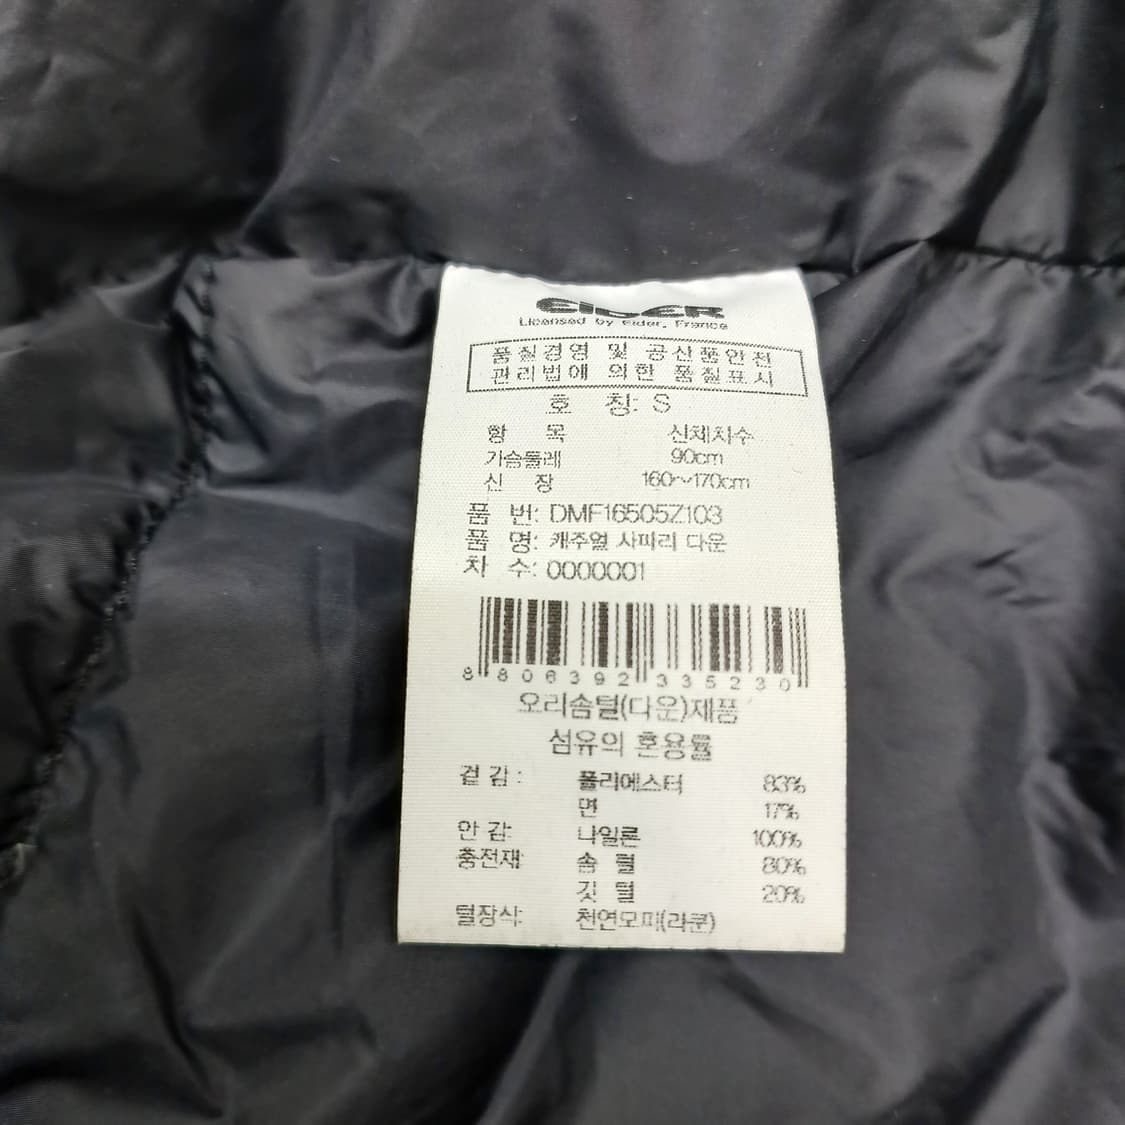 EIDER
Licensed by Eider, France
품질경영 및 공산품안전
관리법에 의한 품질표시
호 칭: S
항 목 신체치수
가슴둘레 90cm
신 장 160~170cm
품 번: DMF16505Z103
품 명: 캐주얼 사파리 다운
차 수: 0000001
8 806392 335230
오리솜털(다운)제품
섬유의 혼용률
겉감: 폴리에스터 83%
면 17%
안감: 나일론 100%
충전재: 솜털 80%
깃털 20%
털장식: 천연모피(라쿤)